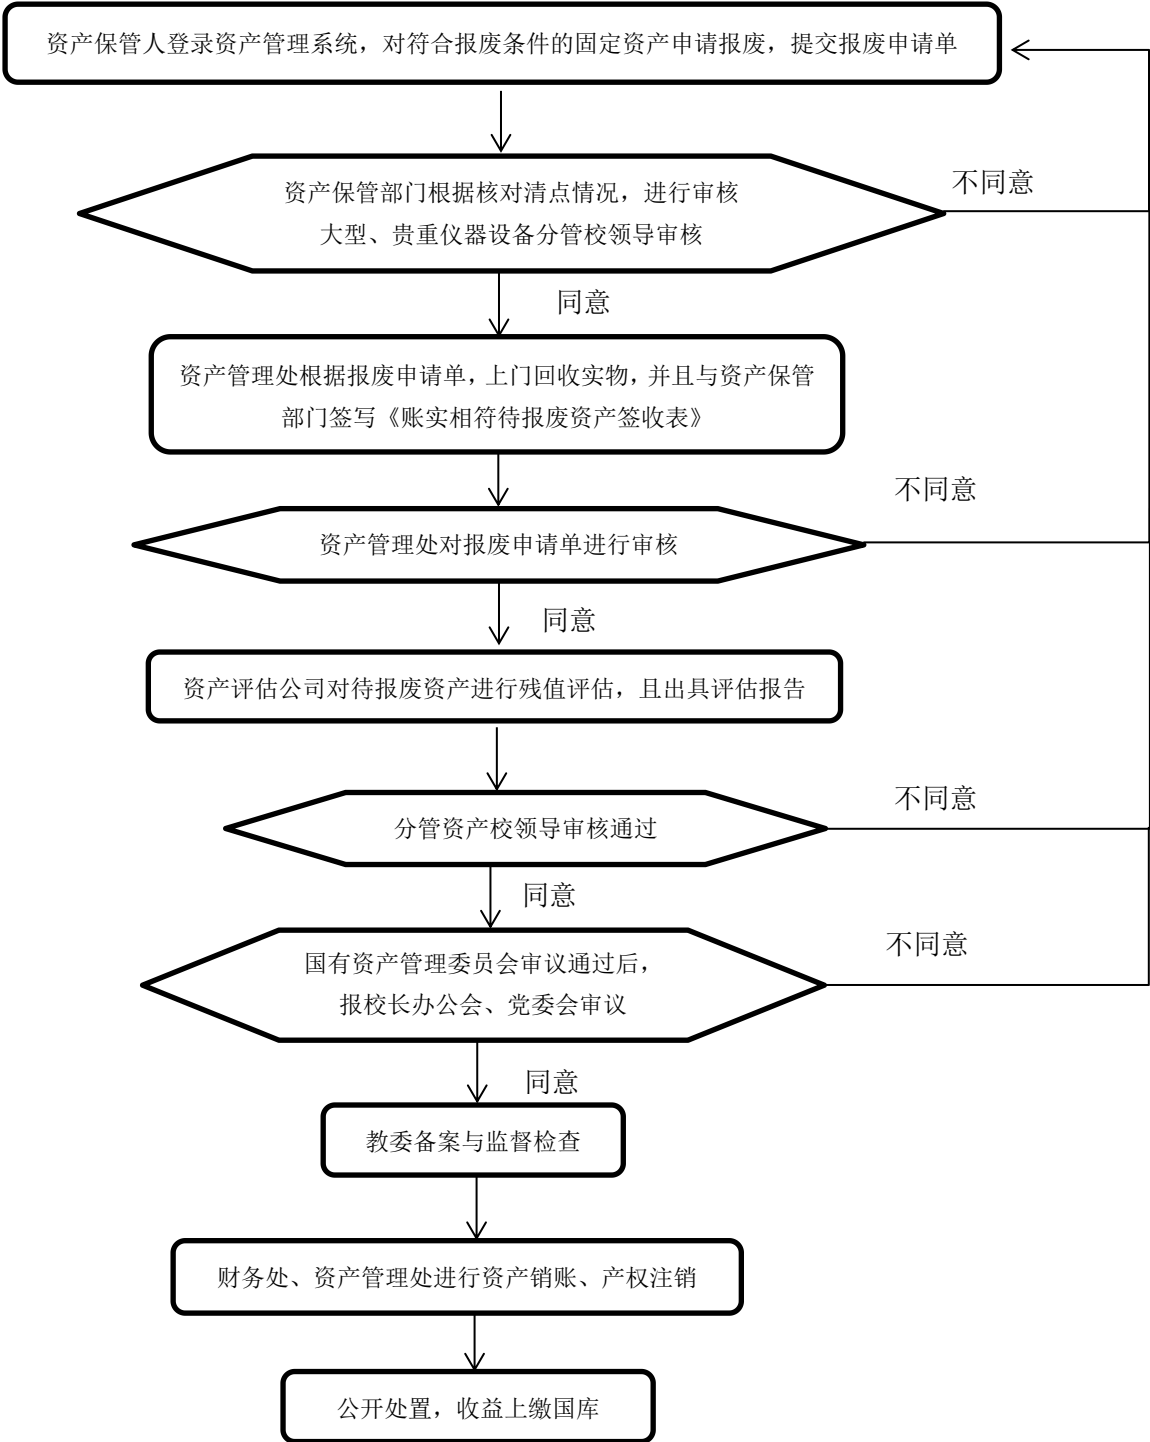 资产保管人登录资产管理系统，对符合报废条件的固定资产申请报废，提交报废申请单
资产保管部门根据核对清点情况，进行审核
大型、贵重仪器设备分管校领导审核
不同意
同意
资产管理处根据报废申请单，上门回收实物，并且与资产保管
部门签写《账实相符待报废资产签收表》
不同意
资产管理处对报废申请单进行审核
同意
资产评估公司对待报废资产进行残值评估，且出具评估报告
不同意
分管资产校领导审核通过
同意
不同意
国有资产管理委员会审议通过后，
报校长办公会、党委会审议
同意
教委备案与监督检查
财务处、资产管理处进行资产销账、产权注销
公开处置，收益上缴国库